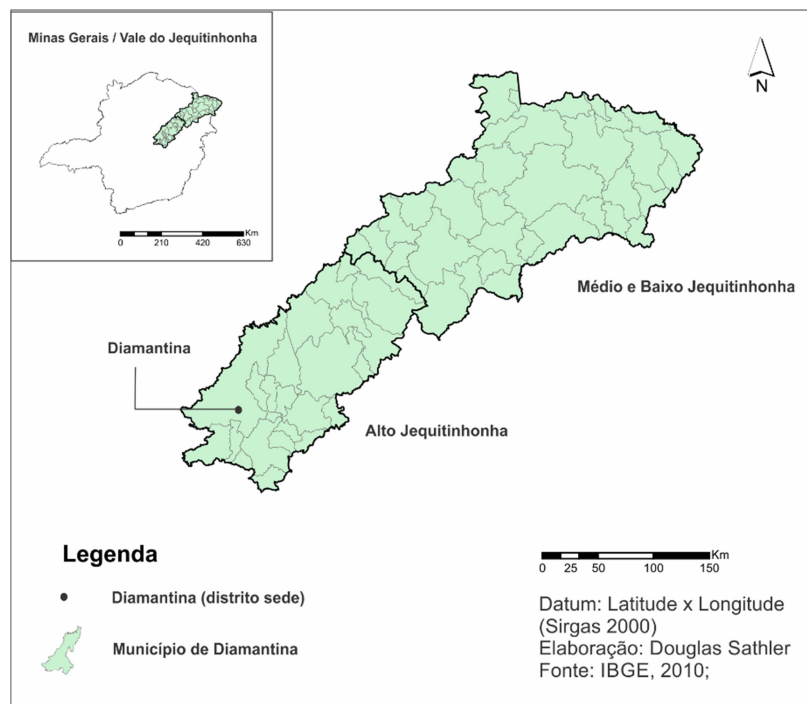 Minas Gerais / Vale do Jequitinhonha
Km
0 210 420 630
N
Médio e Baixo Jequitinhonha
Diamantina
Alto Jequitinhonha
Legenda
Diamantina (distrito sede)
Município de Diamantina
Km
0 25 50 100 150
Datum: Latitude x Longitude
(Sirgas 2000)
Elaboração: Douglas Sathler
Fonte: IBGE, 2010;